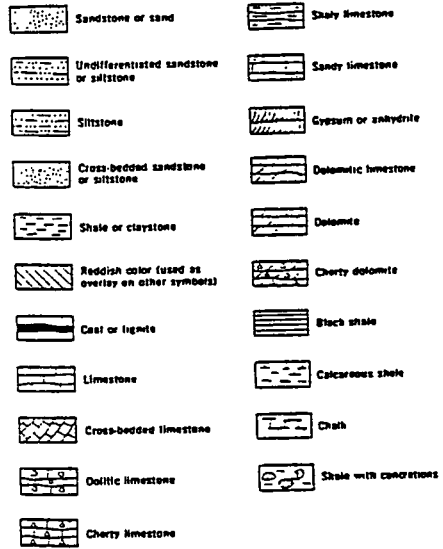 Sandstone or sand
Undifferentiated sandstone
or siltstone
Siltstone
Cross-bedded sandstone
or siltstone
Shale or claystone
Reddish color (used as
overlay on other symbols)
Coal or lignite
Limestone
Cross-bedded limestone
Oolitic limestone
Cherty limestone
Shaly limestone
Sandy limestone
Gypsum or anhydrite
Dolomitic limestone
Dolomite
Cherty dolomite
Black shale
Calcareous shale
Chalk
Shale with concretions